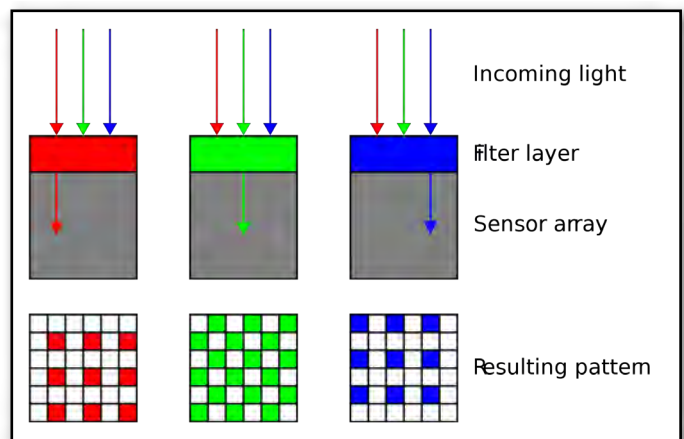 Incoming light
Filter layer
Sensor array
Resulting pattern